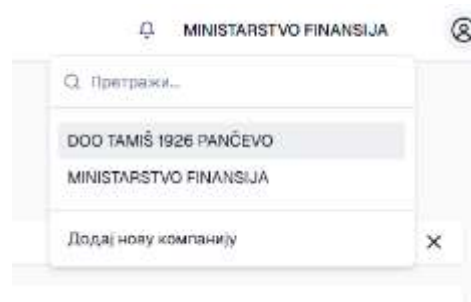 MINISTARSTVO FINANSIJA
Претражи...
DOO TAMIŠ 1926 PANČEVO
MINISTARSTVO FINANSIJA
Додај нову компанију